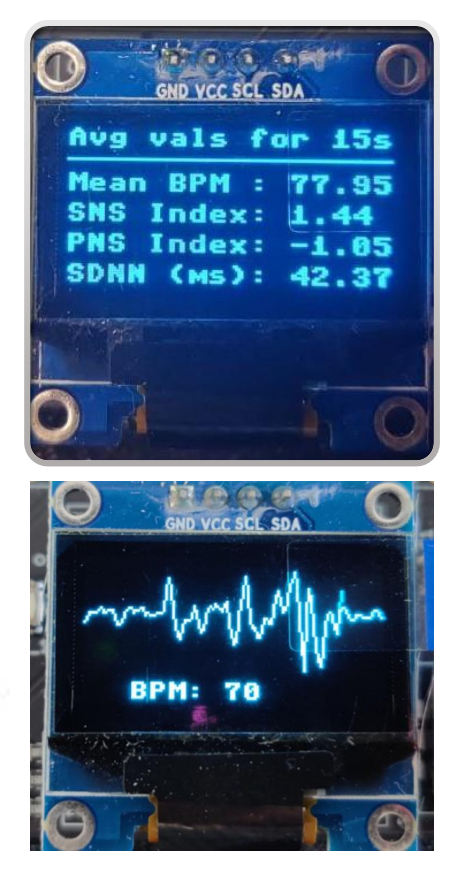 GND VCC SCL SDA
Avg vals for 15s
Mean BPM : 77.95
SNS Index: 1.44
PNS Index: -1.05
SDNN (ms): 42.37
GND VCC SCL SDA
BPM: 70